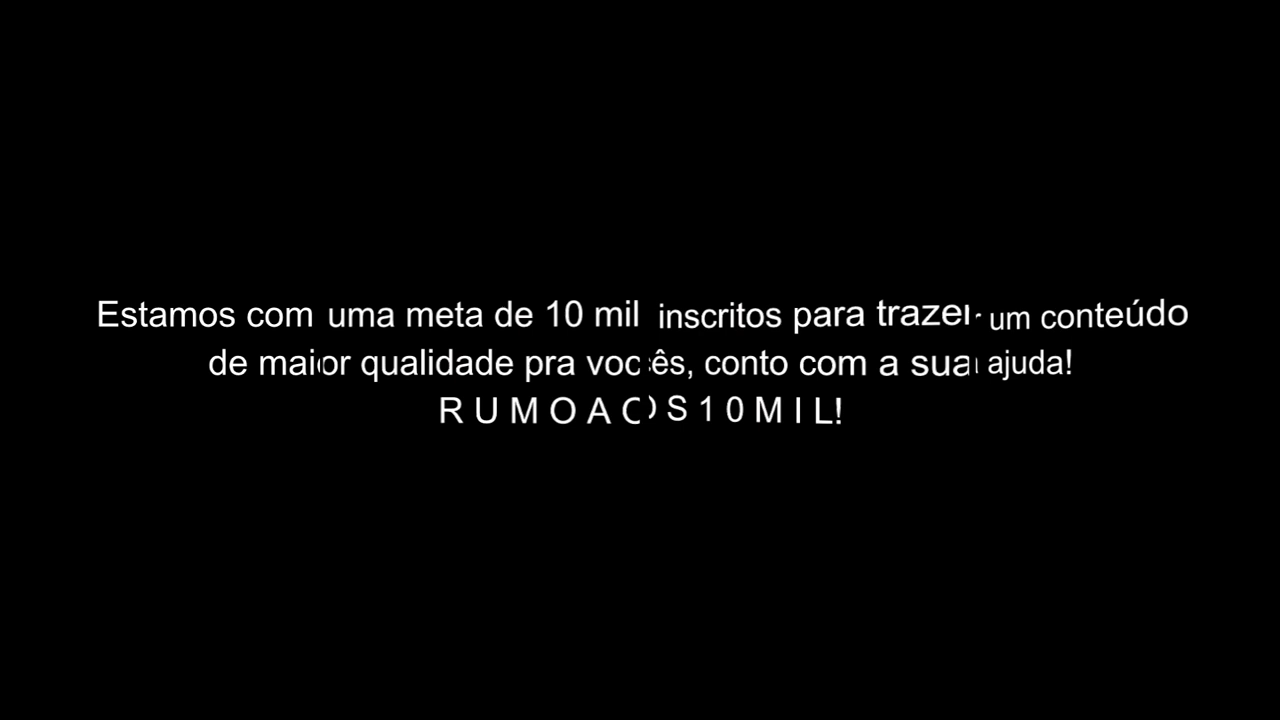 Estamos com uma meta de 10 mil inscritos para trazer um conteúdo
de maior qualidade pra vocês, conto com a sua ajuda!
R U M O A O S 1 0 M I L!